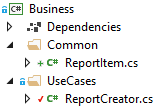 C# Business
Dependencies
Common
C# ReportItem.cs
UseCases
C# ReportCreator.cs